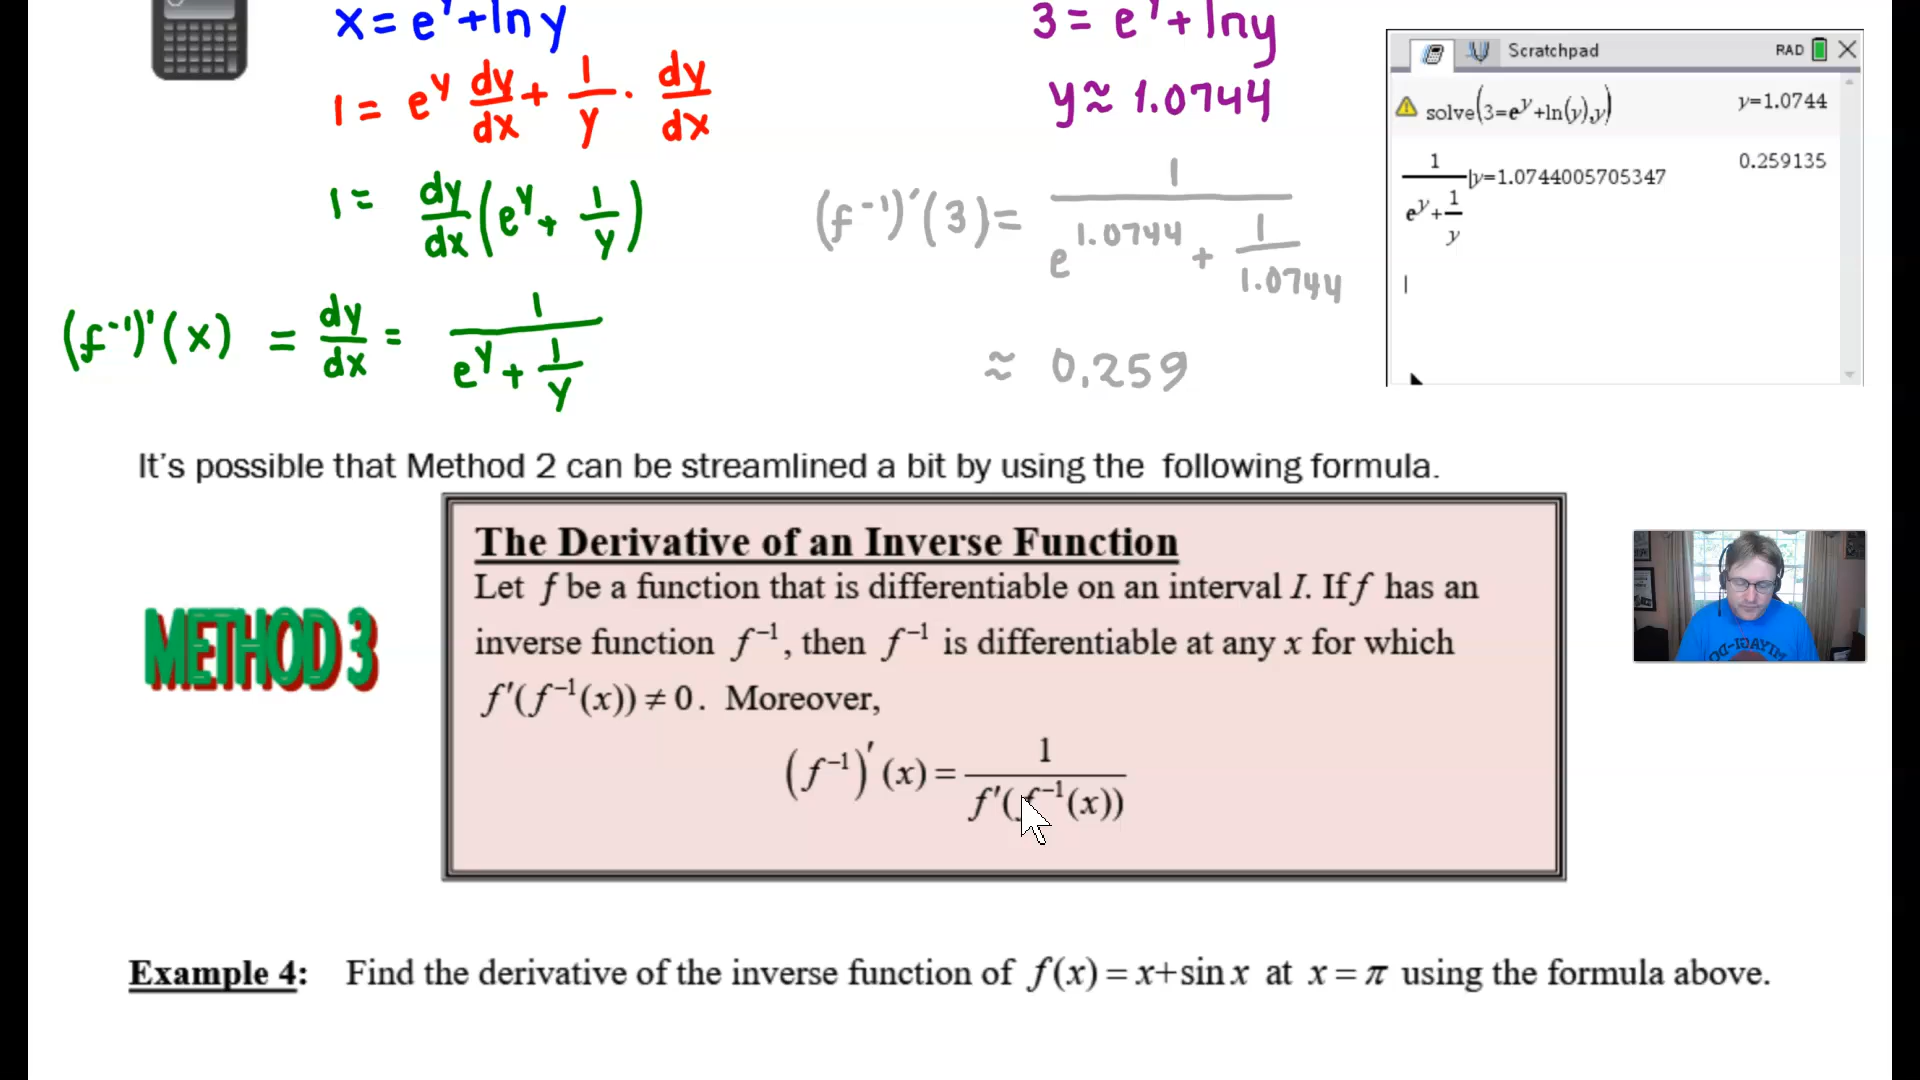 x = e^y + ln y
1 = e^y dy/dx + 1/y · dy/dx
1 = dy/dx (e^y + 1/y)
(f⁻¹)'(x) = dy/dx = 1/(e^y + 1/y)
3 = e^y + ln y
y ≈ 1.0744
(f⁻¹)'(3) = 1/(e^1.0744 + 1/1.0744)
≈ 0.259
Scratchpad RAD
solve(3=e^y+ln(y),y) y=1.0744
1/(e^y+1/y)|y=1.0744005705347 0.259135
It's possible that Method 2 can be streamlined a bit by using the following formula.
METHOD 3
The Derivative of an Inverse Function
Let f be a function that is differentiable on an interval I. If f has an
inverse function f⁻¹, then f⁻¹ is differentiable at any x for which
f′(f⁻¹(x)) ≠ 0. Moreover,
(f⁻¹)′(x) = 1/f′(f⁻¹(x))
MIYAGI-DO
Example 4: Find the derivative of the inverse function of f(x) = x + sin x at x = π using the formula above.